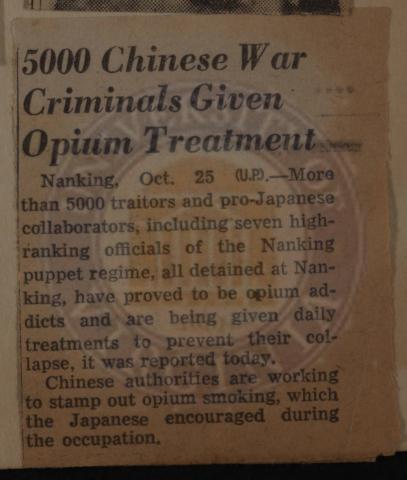 5000 Chinese War
Criminals Given
Opium Treatment
Nanking, Oct. 25 (U.P.).—More
than 5000 traitors and pro-Japanese
collaborators, including seven high-
ranking officials of the Nanking
puppet regime, all detained at Nan-
king, have proved to be opium ad-
dicts and are being given daily
treatments to prevent their col-
lapse, it was reported today.
Chinese authorities are working
to stamp out opium smoking, which
the Japanese encouraged during
the occupation.